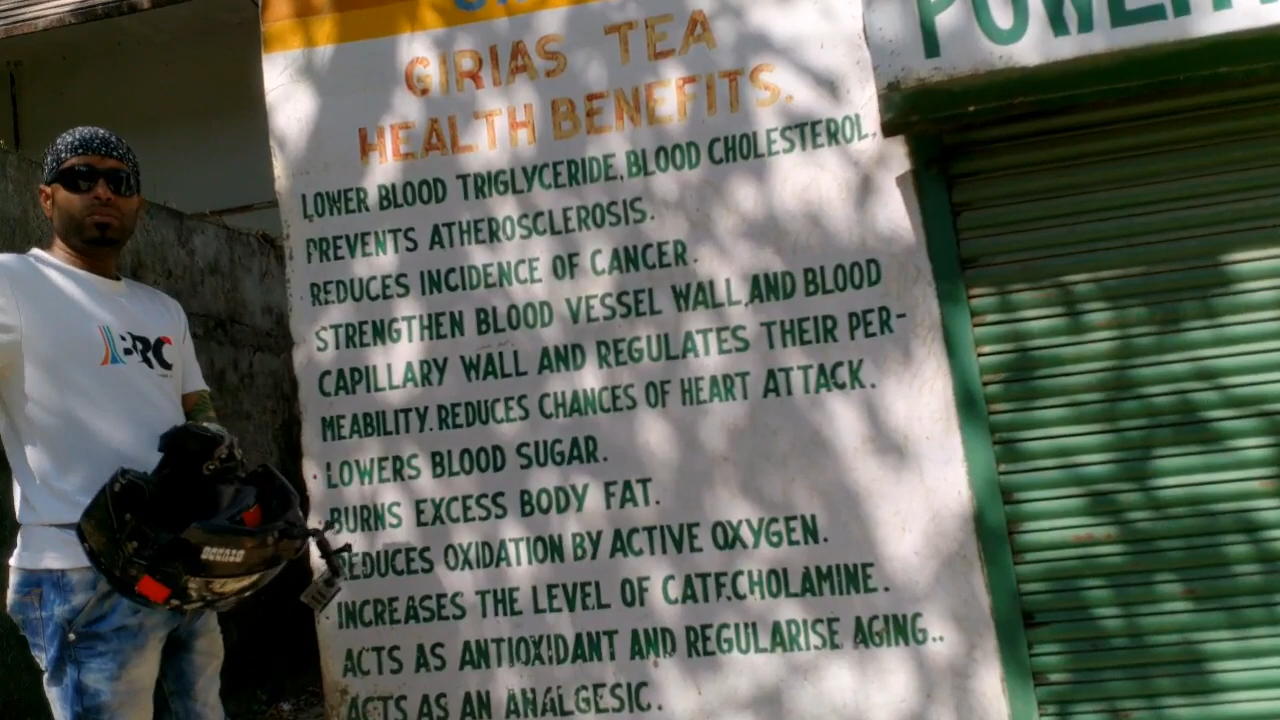 GIRIAS TEA
HEALTH BENEFITS.
LOWER BLOOD TRIGLYCERIDE, BLOOD CHOLESTEROL,
PREVENTS ATHEROSCLEROSIS.
REDUCES INCIDENCE OF CANCER.
STRENGTHEN BLOOD VESSEL WALL, AND BLOOD
CAPILLARY WALL AND REGULATES THEIR PER-
MEABILITY. REDUCES CHANCES OF HEART ATTACK.
LOWERS BLOOD SUGAR.
BURNS EXCESS BODY FAT.
REDUCES OXIDATION BY ACTIVE OXYGEN.
INCREASES THE LEVEL OF CATECHOLAMINE.
ACTS AS ANTIOXIDANT AND REGULARISE AGING..
ACTS AS AN ANALGESIC.